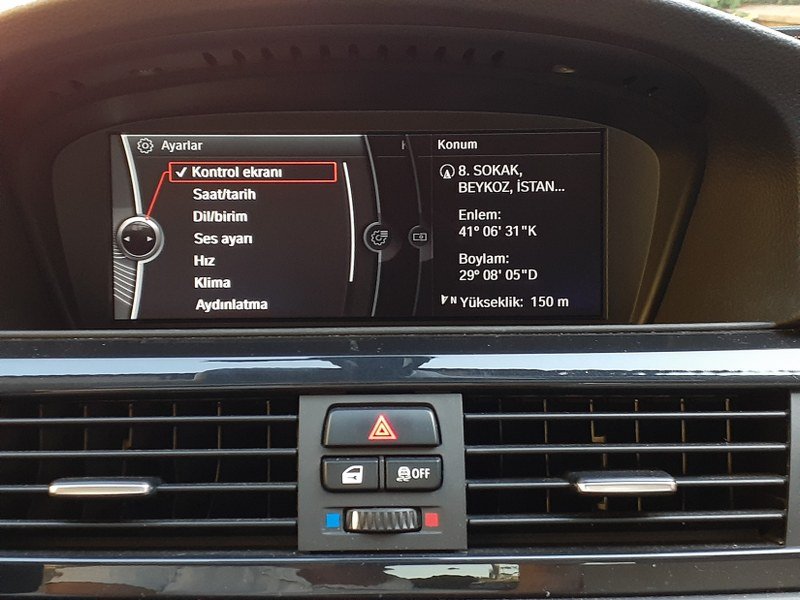 Ayarlar
Kontrol ekranı
Saat/tarih
Dil/birim
Ses ayarı
Hız
Klima
Aydınlatma
Konum
8. SOKAK,
BEYKOZ, İSTAN...
Enlem:
41° 06' 31"K
Boylam:
29° 08' 05"D
N Yükseklik: 150 m
OFF